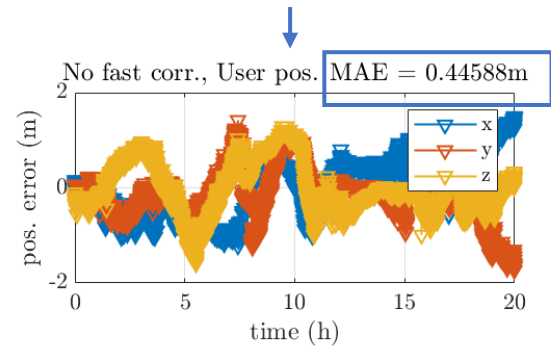 No fast corr., User pos. MAE = 0.44588m
2
x
y
z
0
pos. error (m)
-2
0
5
10
15
20
time (h)